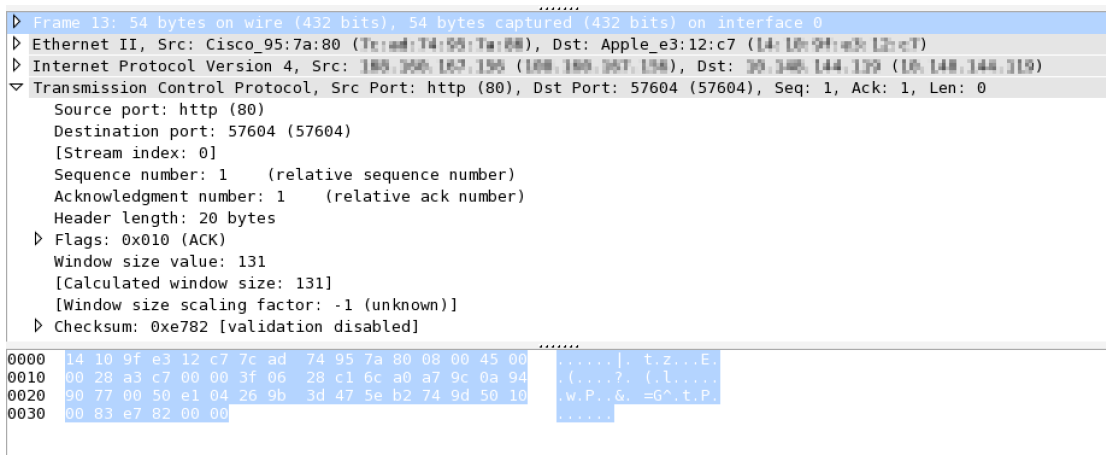 Frame 13: 54 bytes on wire (432 bits), 54 bytes captured (432 bits) on interface 0
Ethernet II, Src: Cisco_95:7a:80 ( ), Dst: Apple_e3:12:c7 ( )
Internet Protocol Version 4, Src: ( ), Dst: ( )
Transmission Control Protocol, Src Port: http (80), Dst Port: 57604 (57604), Seq: 1, Ack: 1, Len: 0
Source port: http (80)
Destination port: 57604 (57604)
[Stream index: 0]
Sequence number: 1    (relative sequence number)
Acknowledgment number: 1    (relative ack number)
Header length: 20 bytes
Flags: 0x010 (ACK)
Window size value: 131
[Calculated window size: 131]
[Window size scaling factor: -1 (unknown)]
Checksum: 0xe782 [validation disabled]
0000  14 10 9f e3 12 c7 7c ad  74 95 7a 80 08 00 45 00   ......|. t.z...E.
0010  00 28 a3 c7 00 00 3f 06  28 c1 6c a0 a7 9c 0a 94   .(....?. (.l.....
0020  90 77 00 50 e1 04 26 9b  3d 47 5e b2 74 9d 50 10   .w.P..&. =G^.t.P.
0030  00 83 e7 82 00 00   ......